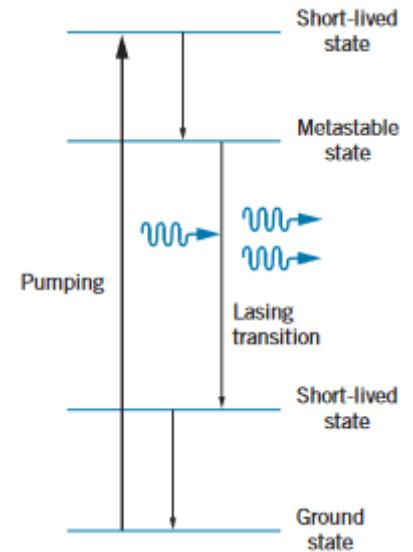 Short-lived
state
Metastable
state
Pumping
Lasing
transition
Short-lived
state
Ground
state